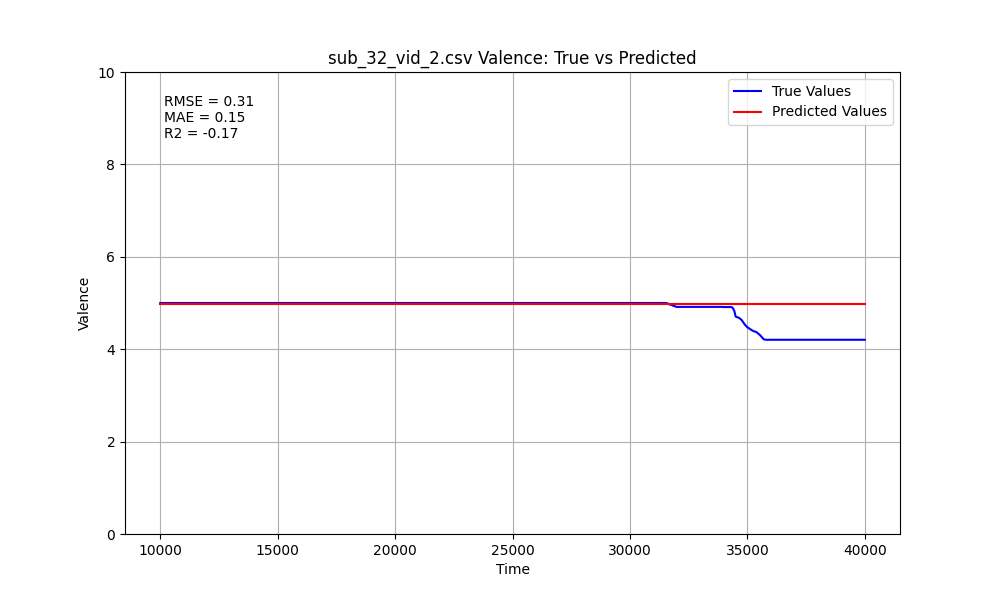 sub_32_vid_2.csv Valence: True vs Predicted
RMSE = 0.31
MAE = 0.15
R2 = -0.17
True Values
Predicted Values
Valence
10
8
6
4
2
0
10000 15000 20000 25000 30000 35000 40000
Time